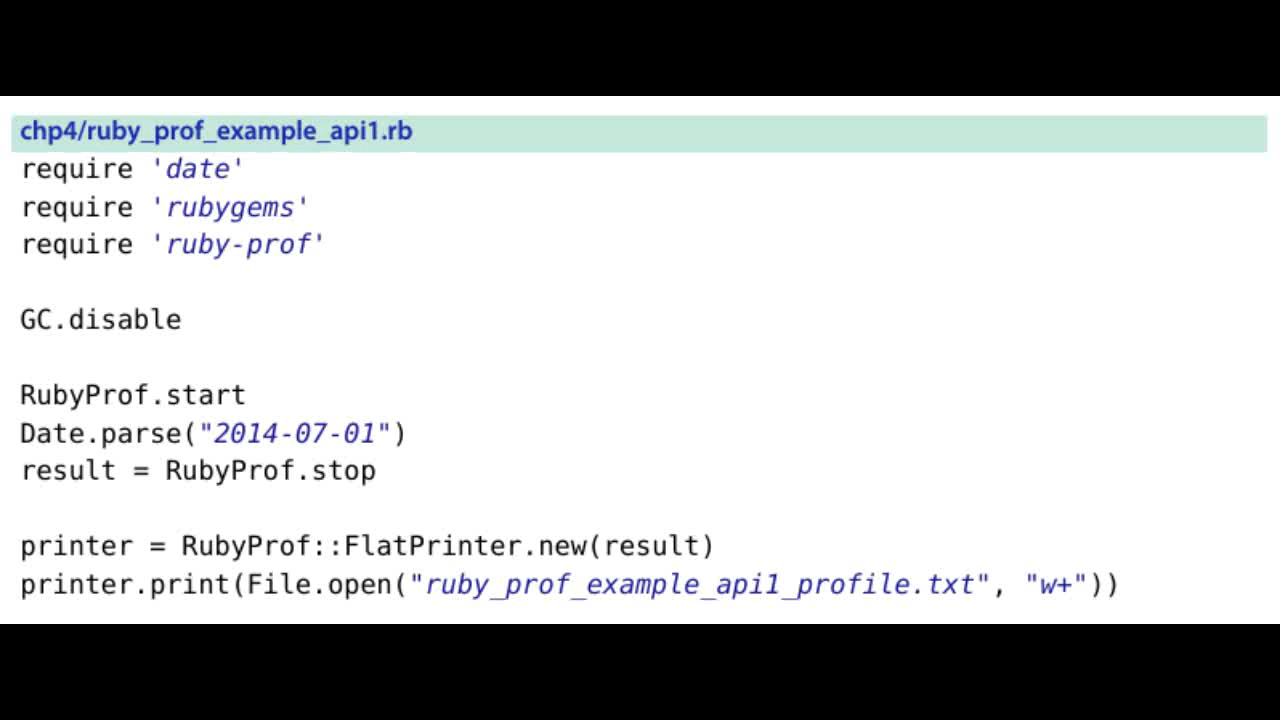 chp4/ruby_prof_example_api1.rb
require 'date'
require 'rubygems'
require 'ruby-prof'
GC.disable
RubyProf.start
Date.parse("2014-07-01")
result = RubyProf.stop
printer = RubyProf::FlatPrinter.new(result)
printer.print(File.open("ruby_prof_example_api1_profile.txt", "w+"))